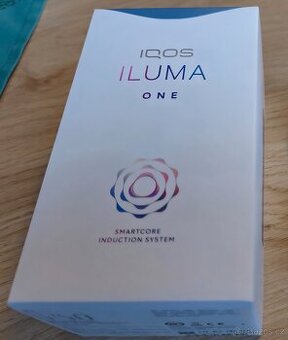 IQOS
ILUMA
ONE
SMARTCORE
INDUCTION SYSTEM